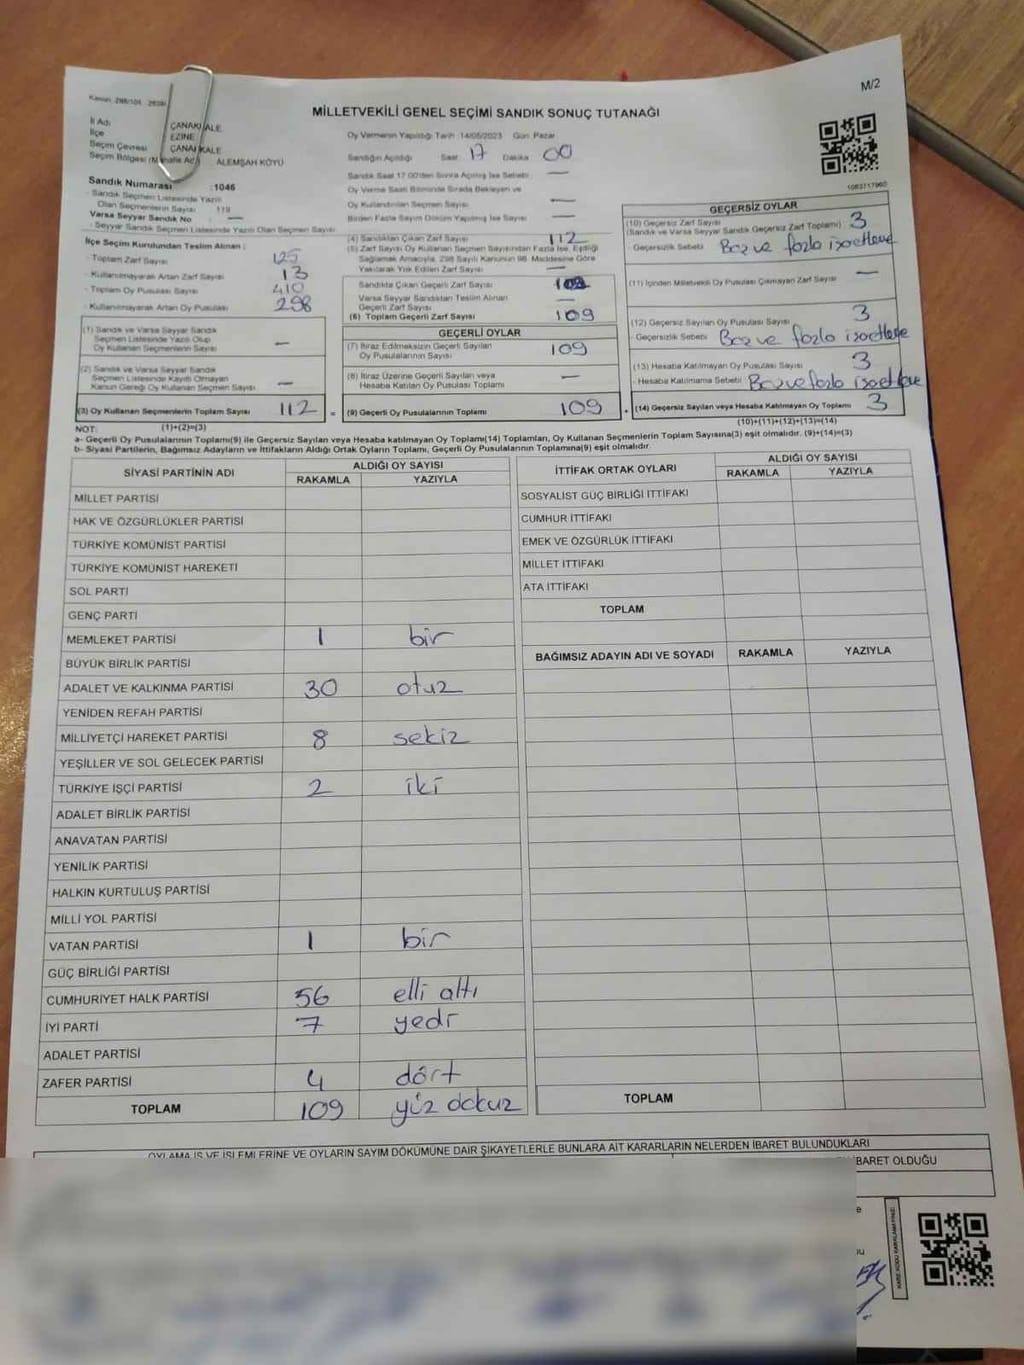 M/2
MİLLETVEKİLİ GENEL SEÇİMİ SANDIK SONUÇ TUTANAĞI
İl Adı : ÇANAKKALE
İlçe : EZİNE
Seçim Çevresi : ÇANAKKALE
Seçim Bölgesi ALEMŞAH KÖYÜ
Sandık Numarası :1046
- Sandık Seçmen Listesinde Yazılı
Olan Seçmenlerin Sayısı : 119
Varsa Seyyar Sandık No : —
- Seyyar Sandık Seçmen Listesinde Yazılı Olan Seçmen Sayısı
Oy Vermenin Yapıldığı Tarih :14/05/2023 Gün: Pazar
Sandığın Açıldığı Saat: 17 Dakika: 00
Sandık Saat 17.00'den Sonra Açılmış İse Sebebi: —
Oy Verme Saati Bitiminde Sırada Bekleyen ve
Oy Kullandırılan Seçmen Sayısı —
Birden Fazla Sayım Döküm Yapılmış İse Sayısı —
İlçe Seçim Kurulundan Teslim Alınan :
- Toplam Zarf Sayısı 125
- Kullanılmayarak Artan Zarf Sayısı 13
- Toplam Oy Pusulası Sayısı 410
- Kullanılmayarak Artan Oy Pusulası 298
(1) Sandık ve Varsa Seyyar Sandık
Seçmen Listesinde Yazılı Olup
Oy Kullanan Seçmenlerin Sayısı —
(2) Sandık ve Varsa Seyyar Sandık
Seçmen Listesinde Kayıtlı Olmayan
Kanun Gereği Oy Kullanan Seçmen Sayısı —
(3) Oy Kullanan Seçmenlerin Toplam Sayısı 112 =
(1)+(2)=(3)
(4) Sandıktan Çıkan Zarf Sayısı 112
(5) Zarf Sayısı Oy Kullanan Seçmen Sayısından Fazla İse, Eşitliği
Sağlamak Amacıyla, 298 Sayılı Kanunun 98. Maddesine Göre
Yakılarak Yok Edilen Zarf Sayısı —
Sandıkta Çıkan Geçerli Zarf Sayısı
Varsa Seyyar Sandıktan Teslim Alınan
Geçerli Zarf Sayısı —
(6) Toplam Geçerli Zarf Sayısı 109
GEÇERLİ OYLAR
(7) İtiraz Edilmeksizin Geçerli Sayılan
Oy Pusulalarının Sayısı 109
(8) İtiraz Üzerine Geçerli Sayılan veya
Hesaba Katılan Oy Pusulası Toplamı —
(9) Geçerli Oy Pusulalarının Toplamı 109
1083717960
GEÇERSİZ OYLAR
(10) Geçersiz Zarf Sayısı 3
(Sandık ve Varsa Seyyar Sandık Geçersiz Zarf Toplamı)
- Geçersizlik Sebebi Boz ve fazla isaetleve
(11) İçinden Milletvekili Oy Pusulası Çıkmayan Zarf Sayısı —
(12) Geçersiz Sayılan Oy Pusulası Sayısı 3
- Geçersizlik Sebebi Boz ve fazla isaetleve
(13) Hesaba Katılmayan Oy Pusulası Sayısı 3
- Hesaba Katılmama Sebebi Boz ve fazla isaetleve
(14) Geçersiz Sayılan veya Hesaba Katılmayan Oy Toplamı 3
(10)+(11)+(12)+(13)=(14)
NOT:
a- Geçerli Oy Pusulalarının Toplamı(9) ile Geçersiz Sayılan veya Hesaba katılmayan Oy Toplamı(14) Toplamları, Oy Kullanan Seçmenlerin Toplam Sayısına(3) eşit olmalıdır. (9)+(14)=(3)
b- Siyasi Partilerin, Bağımsız Adayların ve İttifakların Aldığı Ortak Oyların Toplamı, Geçerli Oy Pusulalarının Toplamına(9) eşit olmalıdır.
SİYASİ PARTİNİN ADI ALDIĞI OY SAYISI
RAKAMLA YAZIYLA
MİLLET PARTİSİ
HAK VE ÖZGÜRLÜKLER PARTİSİ
TÜRKİYE KOMÜNİST PARTİSİ
TÜRKİYE KOMÜNİST HAREKETİ
SOL PARTİ
GENÇ PARTİ
MEMLEKET PARTİSİ 1 bir
BÜYÜK BİRLİK PARTİSİ
ADALET VE KALKINMA PARTİSİ 30 otuz
YENİDEN REFAH PARTİSİ
MİLLİYETÇİ HAREKET PARTİSİ 8 sekiz
YEŞİLLER VE SOL GELECEK PARTİSİ
TÜRKİYE İŞÇİ PARTİSİ 2 iki
ADALET BİRLİK PARTİSİ
ANAVATAN PARTİSİ
YENİLİK PARTİSİ
HALKIN KURTULUŞ PARTİSİ
MİLLİ YOL PARTİSİ
VATAN PARTİSİ 1 bir
GÜÇ BİRLİĞİ PARTİSİ
CUMHURİYET HALK PARTİSİ 56 elli altı
İYİ PARTİ 7 yedi
ADALET PARTİSİ
ZAFER PARTİSİ 4 dört
TOPLAM 109 yüz dokuz
İTTİFAK ORTAK OYLARI ALDIĞI OY SAYISI
RAKAMLA YAZIYLA
SOSYALİST GÜÇ BİRLİĞİ İTTİFAKI
CUMHUR İTTİFAKI
EMEK VE ÖZGÜRLÜK İTTİFAKI
MİLLET İTTİFAKI
ATA İTTİFAKI
TOPLAM
BAĞIMSIZ ADAYIN ADI VE SOYADI RAKAMLA YAZIYLA
TOPLAM
OYLAMA İŞ VE İŞLEMLERİNE VE OYLARIN SAYIM DÖKÜMÜNE DAİR ŞİKAYETLERLE BUNLARA AİT KARARLARIN NELERDEN İBARET BULUNDUKLARI
İBARET OLDUĞU